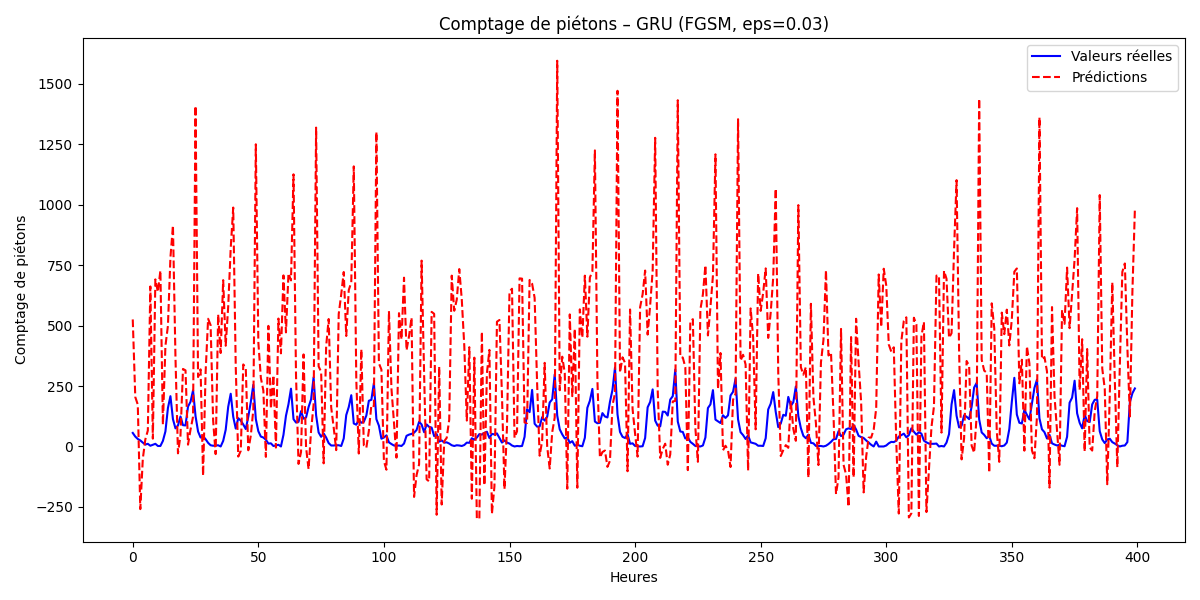 Comptage de piétons – GRU (FGSM, eps=0.03)
Valeurs réelles
Prédictions
Comptage de piétons
1500
1250
1000
750
500
250
0
−250
0 50 100 150 200 250 300 350 400
Heures